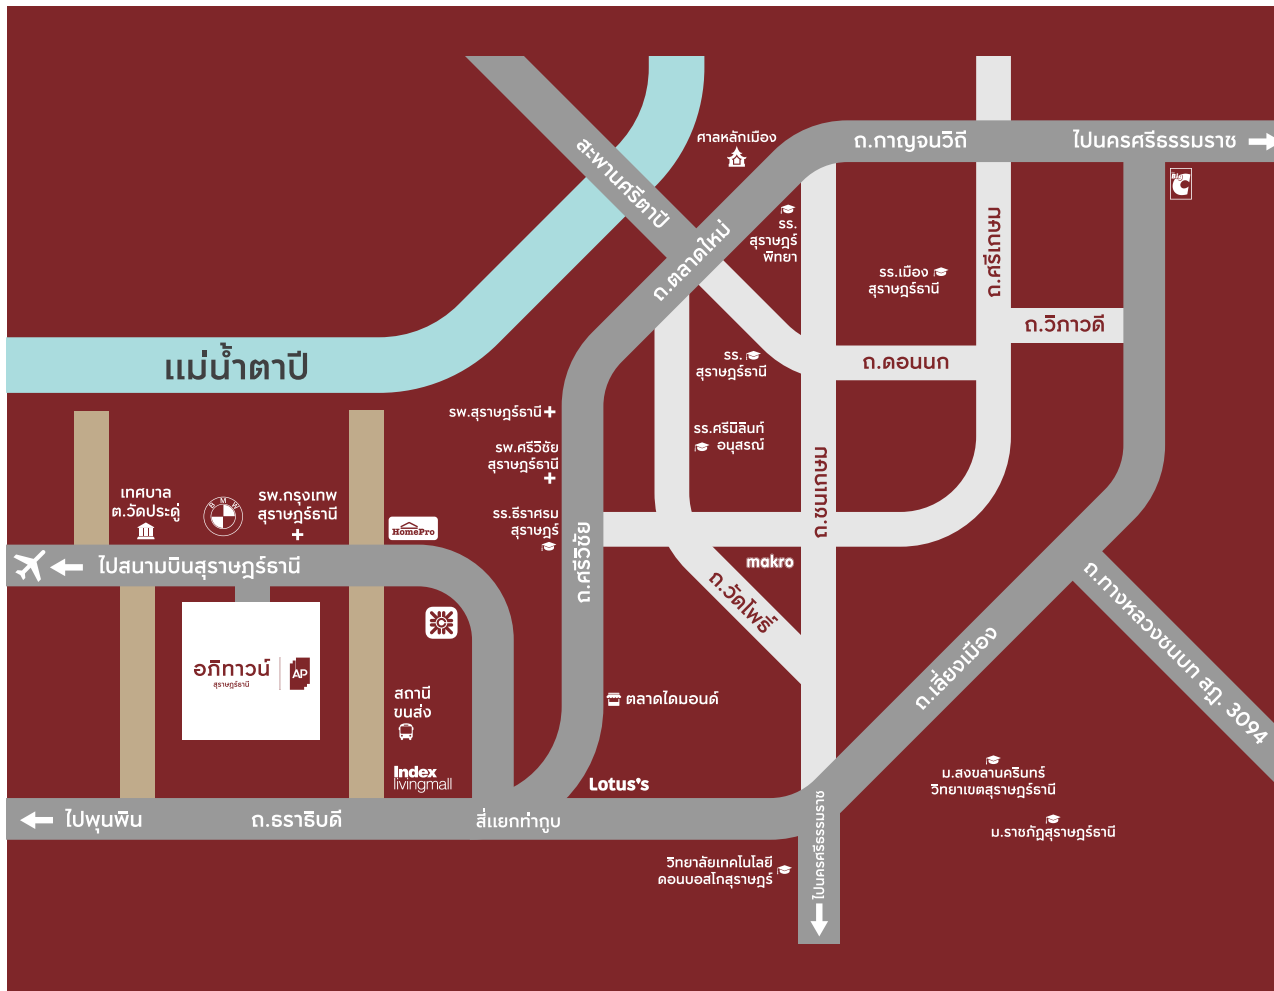 ศาลหลักเมือง
ถ.กาญจนวิถี
ไปนครศรีธรรมราช
สะพานศรีตาปี
BIG
C
รร.
สุราษฎร์
พิทยา
ถ.ตลาดใหม่
ถ.ศรีเกษม
รร.เมือง
สุราษฎร์ธานี
ถ.วิภาวดี
แม่น้ำตาปี
รร.
สุราษฎร์ธานี
ถ.ดอนนก
รพ.สุราษฎร์ธานี
รร.ศรีมิลินท์
อนุสรณ์
รพ.ศรีวิชัย
สุราษฎร์ธานี
ถ.ชนเกษม
เทศบาล
ต.วัดประดู่
BMW
รพ.กรุงเทพ
สุราษฎร์ธานี
HomePro
รร.ธีราศรม
สุราษฎร์
ถ.ศรีวิชัย
makro
ไปสนามบินสุราษฎร์ธานี
ถ.วัดโพธิ์
ถ.ทางหลวงชนบท สฎ. 3094
อภิทาวน์
สุราษฎร์ธานี
AP
C
ถ.เลี่ยงเมือง
สถานี
ขนส่ง
ตลาดไดมอนด์
Index
livingmall
Lotus's
ม.สงขลานครินทร์
วิทยาเขตสุราษฎร์ธานี
ไปพุนพิน
ถ.ธราธิบดี
สี่แยกท่ากูบ
ไปนครศรีธรรมราช
ม.ราชภัฎสุราษฎร์ธานี
วิทยาลัยเทคโนโลยี
ดอนบอสโกสุราษฎร์